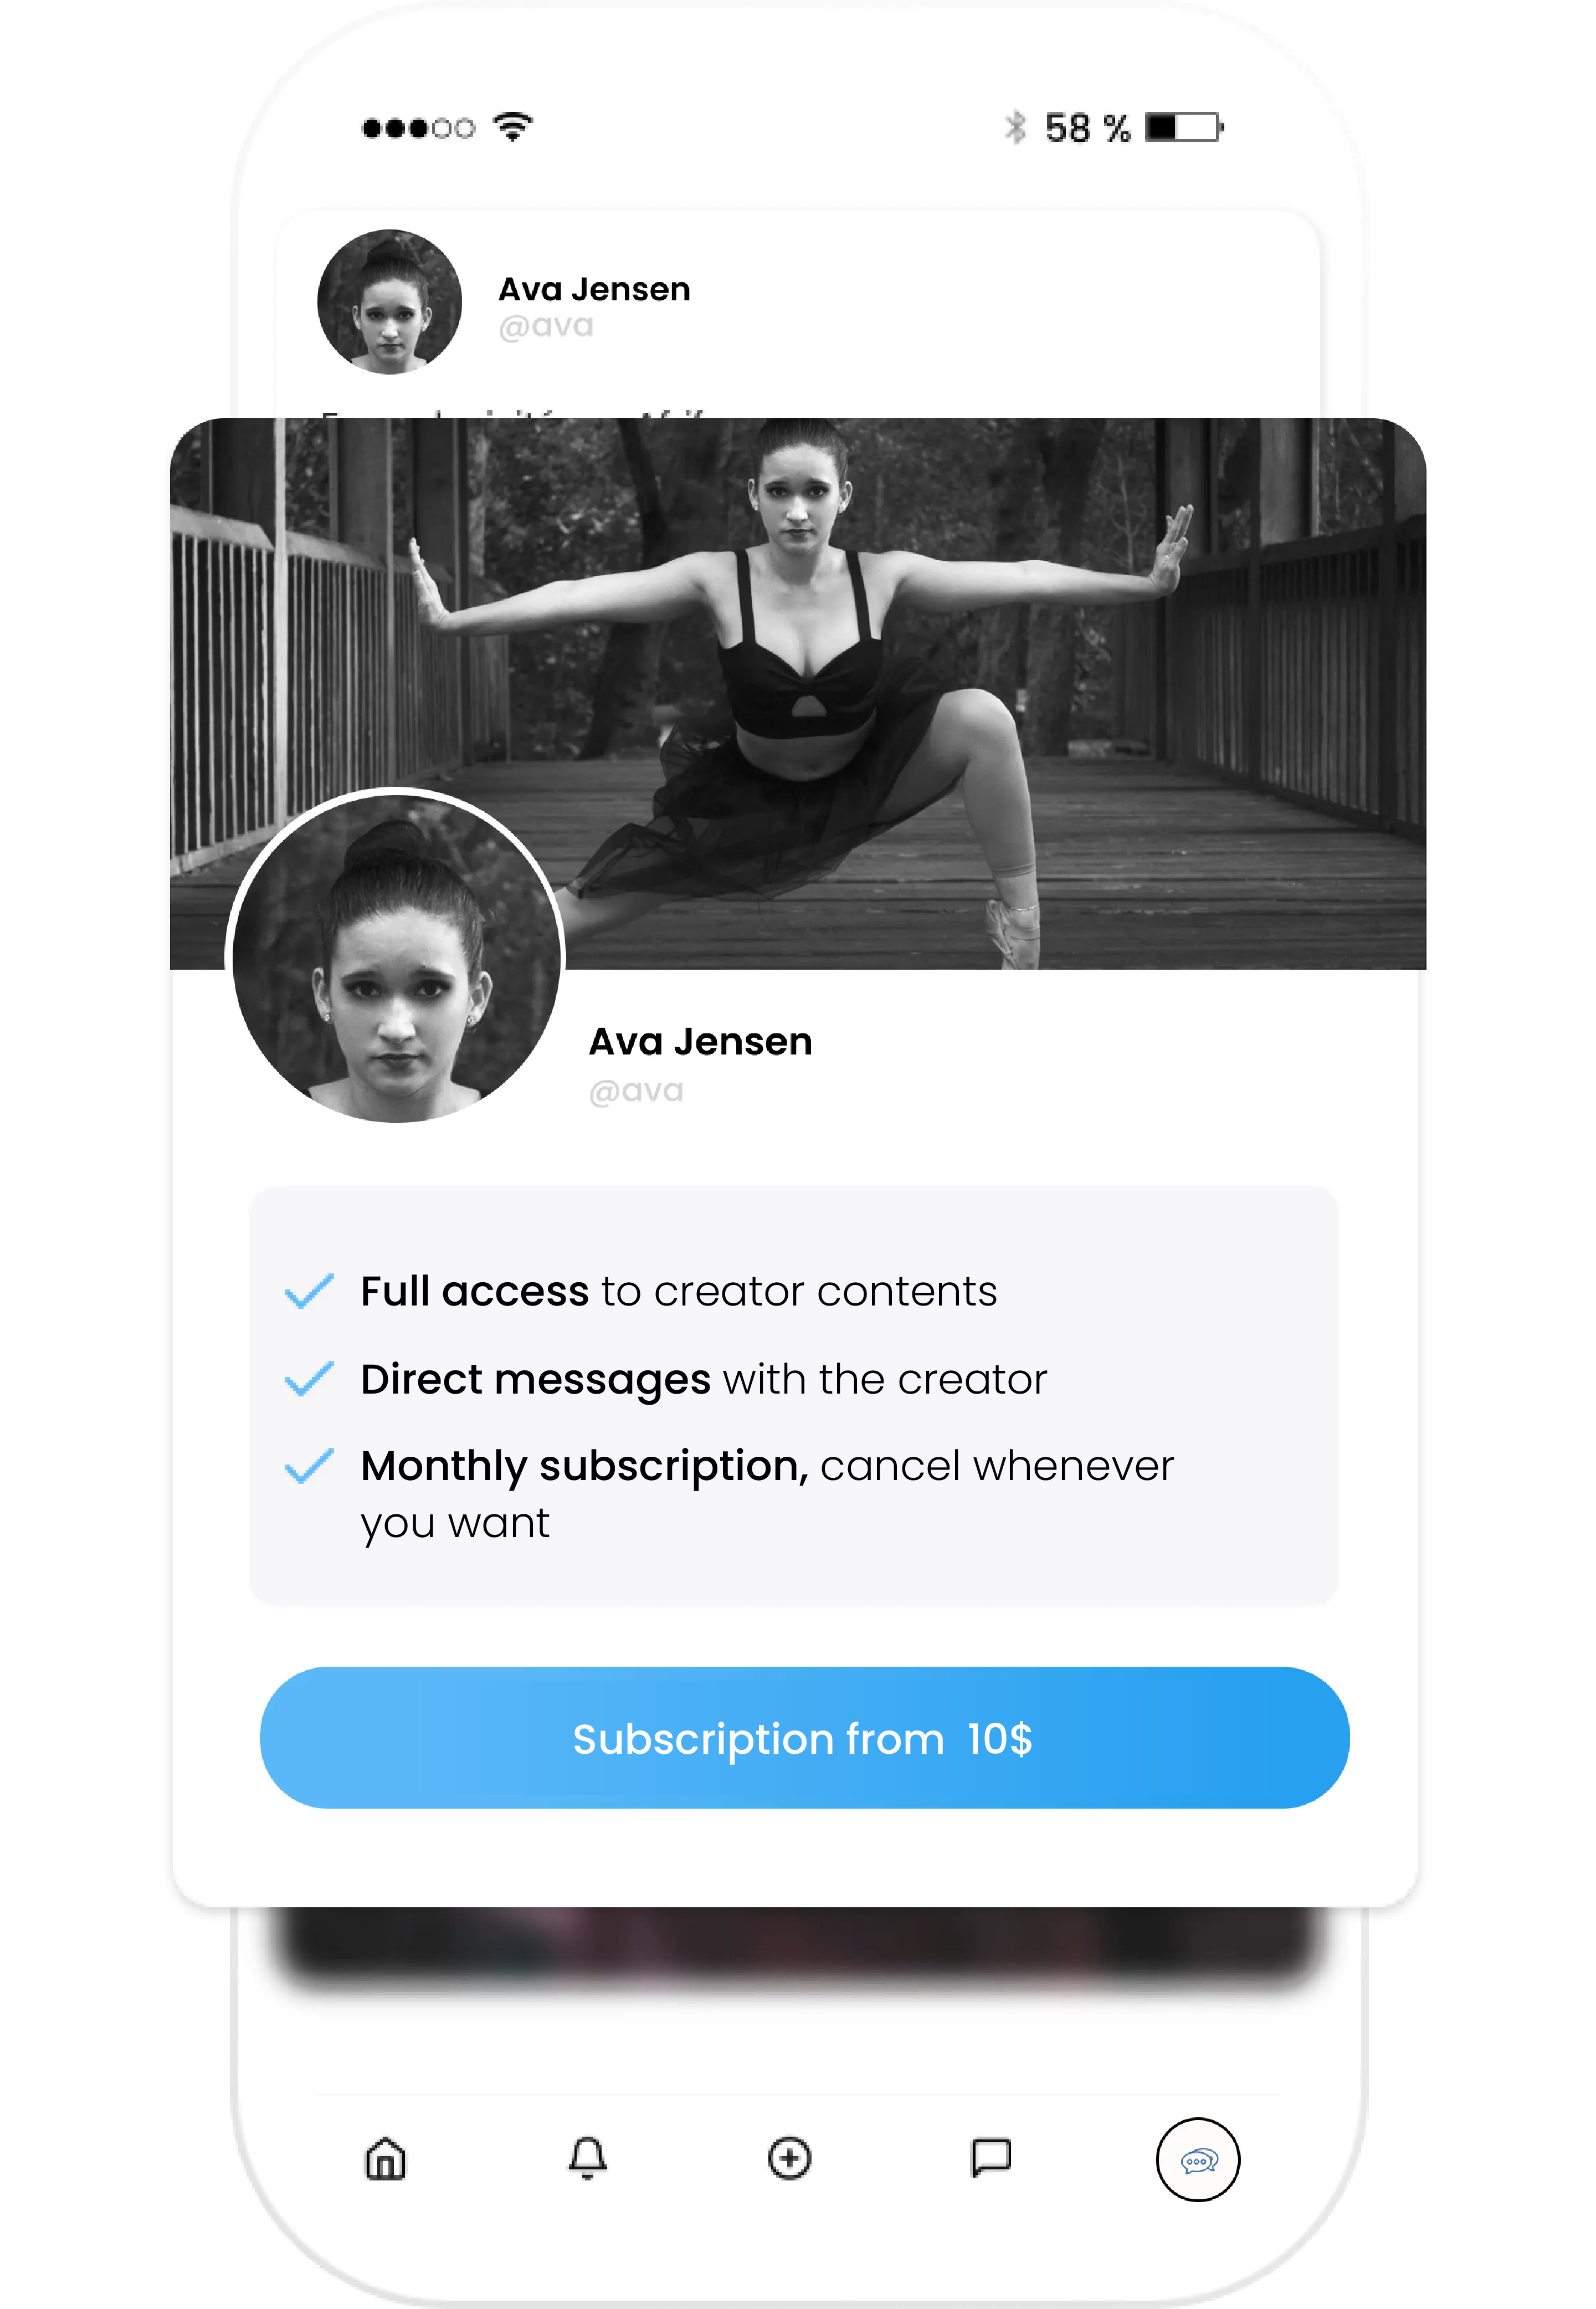 58 %
Ava Jensen
@ava
Ava Jensen
@ava
Full access to creator contents
Direct messages with the creator
Monthly subscription, cancel whenever
you want
Subscription from 10$